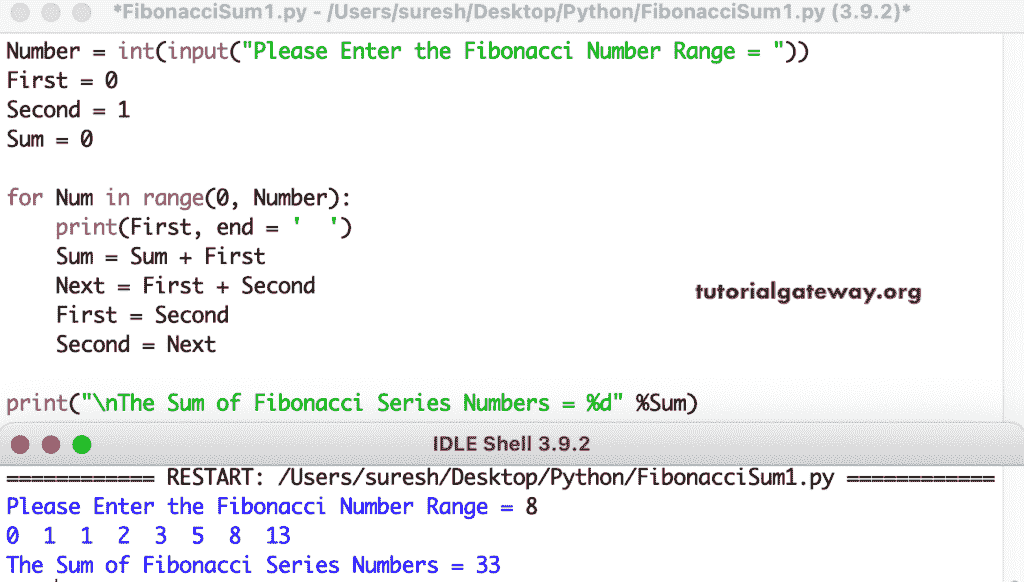 *FibonacciSum1.py - /Users/suresh/Desktop/Python/FibonacciSum1.py (3.9.2)*
Number = int(input("Please Enter the Fibonacci Number Range = "))
First = 0
Second = 1
Sum = 0
for Num in range(0, Number):
    print(First, end = '  ')
    Sum = Sum + First
    Next = First + Second
    First = Second
    Second = Next
tutorialgateway.org
print("\nThe Sum of Fibonacci Series Numbers = %d" %Sum)
IDLE Shell 3.9.2
============ RESTART: /Users/suresh/Desktop/Python/FibonacciSum1.py ============
Please Enter the Fibonacci Number Range = 8
0  1  1  2  3  5  8  13
The Sum of Fibonacci Series Numbers = 33